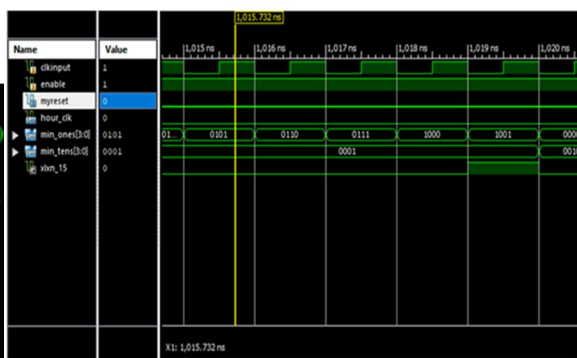 1,015.732 ns
Name Value
1,015 ns 1,016 ns 1,017 ns 1,018 ns 1,019 ns 1,020 ns
clkinput 1
enable 1
myreset 0
hour_clk 0
min_ones[3:0] 0101 01... 0101 0110 0111 1000 1001 0000
min_tens[3:0] 0001 0001 0010
xlxn_15 0
X1: 1,015.732 ns